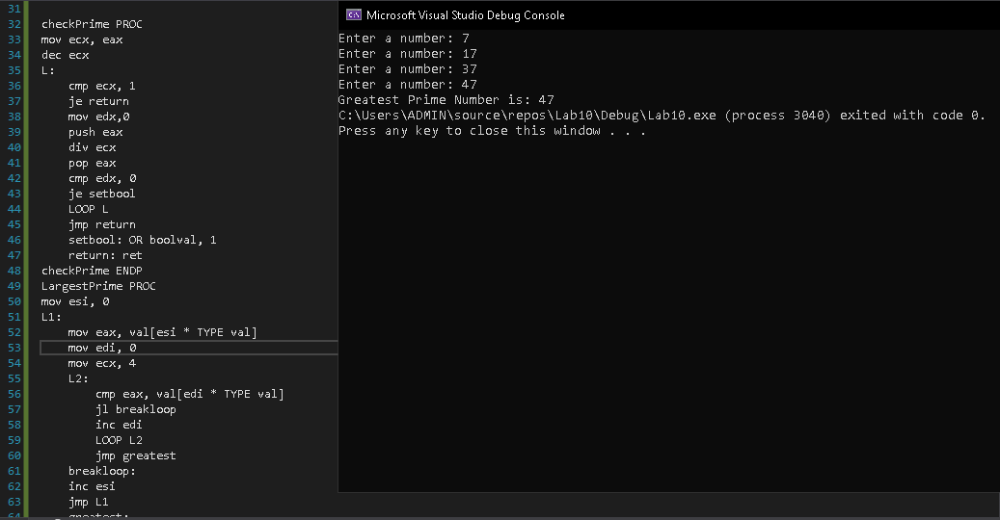 31
32 checkPrime PROC
33 mov ecx, eax
34 dec ecx
35 L:
36 cmp ecx, 1
37 je return
38 mov edx,0
39 push eax
40 div ecx
41 pop eax
42 cmp edx, 0
43 je setbool
44 LOOP L
45 jmp return
46 setbool: OR boolval, 1
47 return: ret
48 checkPrime ENDP
49 LargestPrime PROC
50 mov esi, 0
51 L1:
52 mov eax, val[esi * TYPE val]
53 mov edi, 0
54 mov ecx, 4
55 L2:
56 cmp eax, val[edi * TYPE val]
57 jl breakloop
58 inc edi
59 LOOP L2
60 jmp greatest
61 breakloop:
62 inc esi
63 jmp L1
64 greatest:
Microsoft Visual Studio Debug Console
Enter a number: 7
Enter a number: 17
Enter a number: 37
Enter a number: 47
Greatest Prime Number is: 47
C:\Users\ADMIN\source\repos\Lab10\Debug\Lab10.exe (process 3040) exited with code 0.
Press any key to close this window . . .